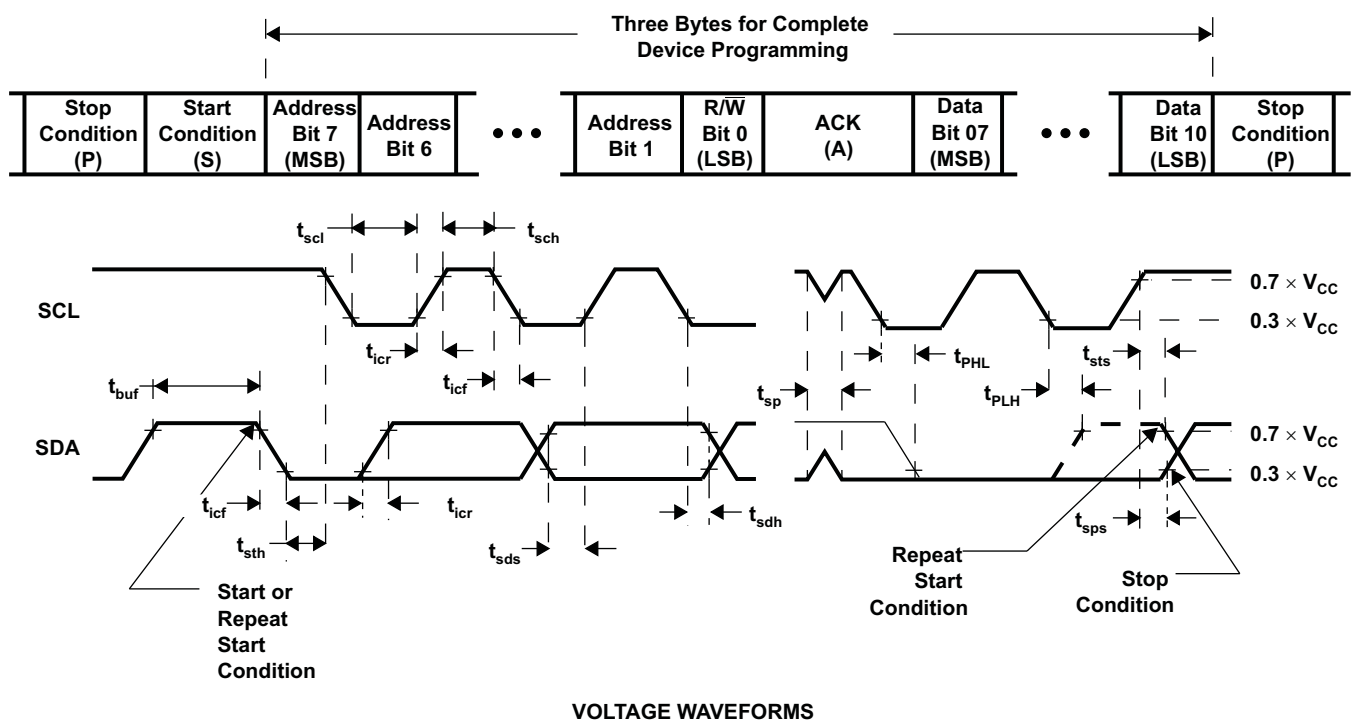 Three Bytes for Complete
Device Programming
Stop
Condition
(P)
Start
Condition
(S)
Address
Bit 7
(MSB)
Address
Bit 6
•••
Address
Bit 1
R/W̅
Bit 0
(LSB)
ACK
(A)
Data
Bit 07
(MSB)
•••
Data
Bit 10
(LSB)
Stop
Condition
(P)
tscl
tsch
SCL
0.7 × VCC
0.3 × VCC
ticr
ticf
tPHL
tsts
tbuf
tsp
tPLH
SDA
0.7 × VCC
0.3 × VCC
ticf
ticr
tsdh
tsth
tsds
tsps
Start or
Repeat
Start
Condition
Repeat
Start
Condition
Stop
Condition
VOLTAGE WAVEFORMS